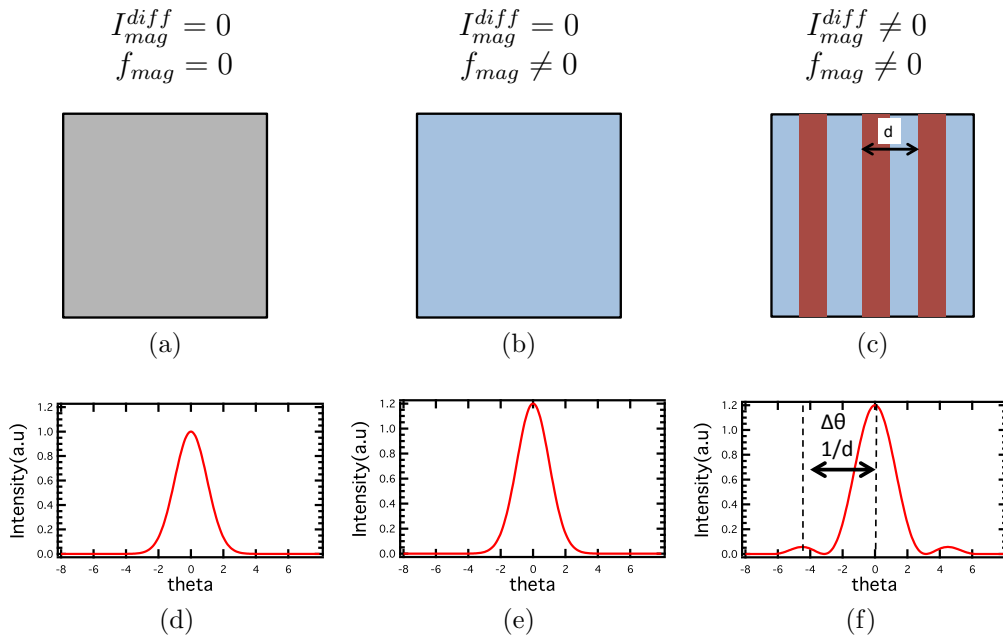 I_{mag}^{diff} = 0
f_{mag} = 0
I_{mag}^{diff} = 0
f_{mag} ≠ 0
I_{mag}^{diff} ≠ 0
f_{mag} ≠ 0
d
(a)
(b)
(c)
Intensity(a.u)
1.2
1.0
0.8
0.6
0.4
0.2
0.0
-8 -6 -4 -2 0 2 4 6
theta
(d)
Intensity(a.u)
1.2
1.0
0.8
0.6
0.4
0.2
0.0
-8 -6 -4 -2 0 2 4 6
theta
(e)
Intensity(a.u)
1.2
1.0
0.8
0.6
0.4
0.2
0.0
Δθ
1/d
-8 -6 -4 -2 0 2 4 6
theta
(f)